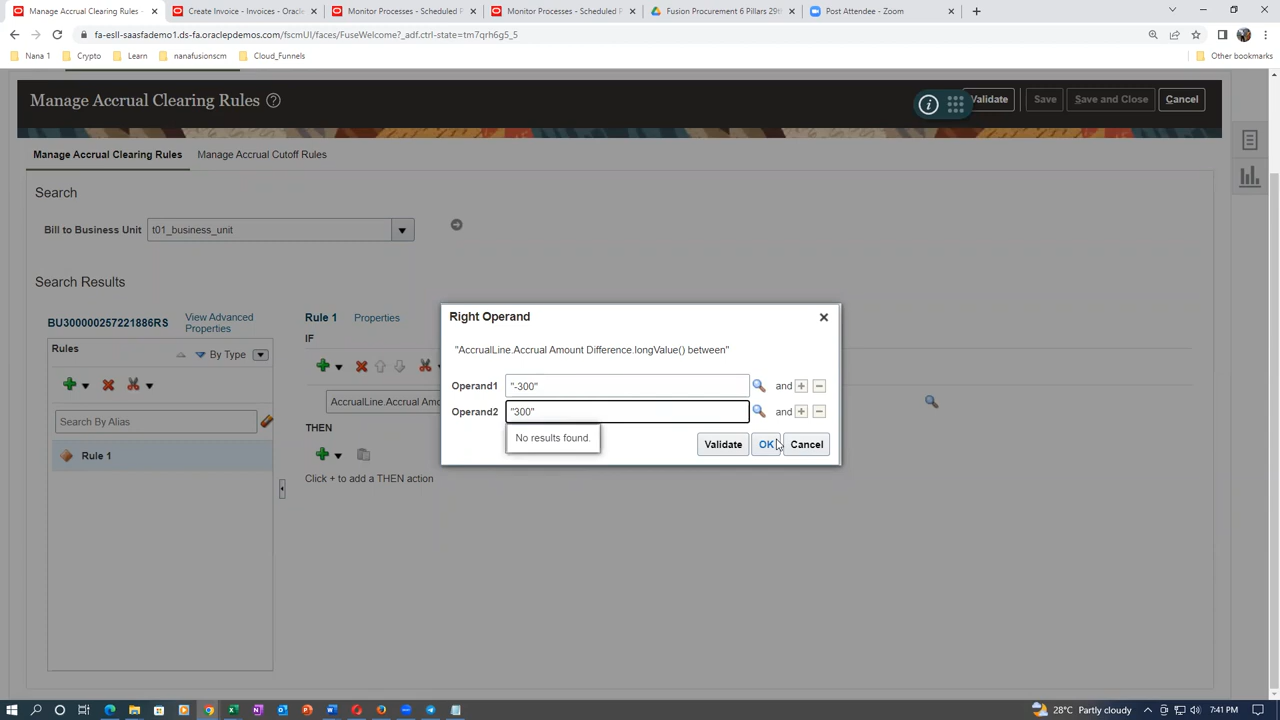 Manage Accrual Clearing Rules -
Create Invoice - Invoices - Oracle
Monitor Processes - Scheduled P
Monitor Processes - Scheduled P
Fusion Procurement 6 Pillars 29th
Post Attendee - Zoom
fa-esll-saasfademo1.ds-fa.oraclepdemos.com/fscmUI/faces/FuseWelcome?_adf.ctrl-state=tm7qrh6g5_5
Nana 1
Crypto
Learn
nanafusionscm
Cloud_Funnels
Other bookmarks
Manage Accrual Clearing Rules
Validate
Save
Save and Close
Cancel
Manage Accrual Clearing Rules
Manage Accrual Cutoff Rules
Search
Bill to Business Unit
t01_business_unit
Search Results
BU300000257221886RS
View Advanced
Properties
Rule 1
Properties
Rules
By Type
IF
Search By Alias
AccrualLine.Accrual Amo
THEN
Rule 1
Click + to add a THEN action
Right Operand
"AccrualLine.Accrual Amount Difference.longValue() between"
Operand1
"-300"
and
Operand2
"300"
and
No results found.
Validate
OK
Cancel
28°C Partly cloudy
7:41 PM